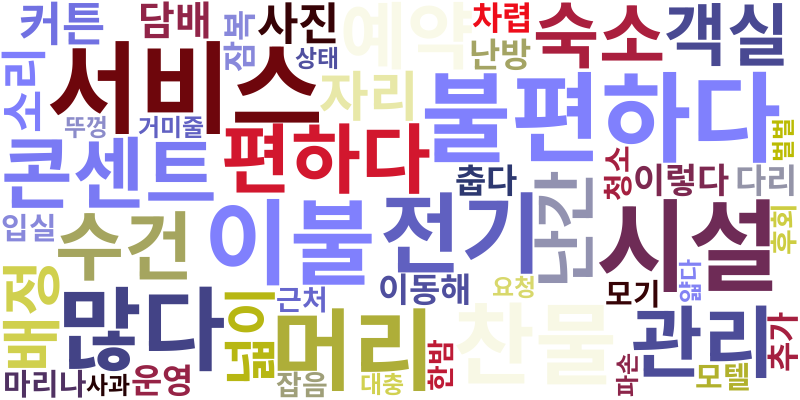 커튼
담배
사진
예약
차렵
숙소
객실
소리
잠복
상태
난방
서비스
자리
불편하다
뚜껑
거미줄
벌벌
콘센트
편하다
춥다
청소
이렇다
다리
입실
수건
이불
전기
난간
시설
후회
배정
많다
넓이
근처
이동해
요청
모기
얇다
머리
찬물
관리
추가
마리나
사과
운영
잡음
대충
한밤
파손
모텔